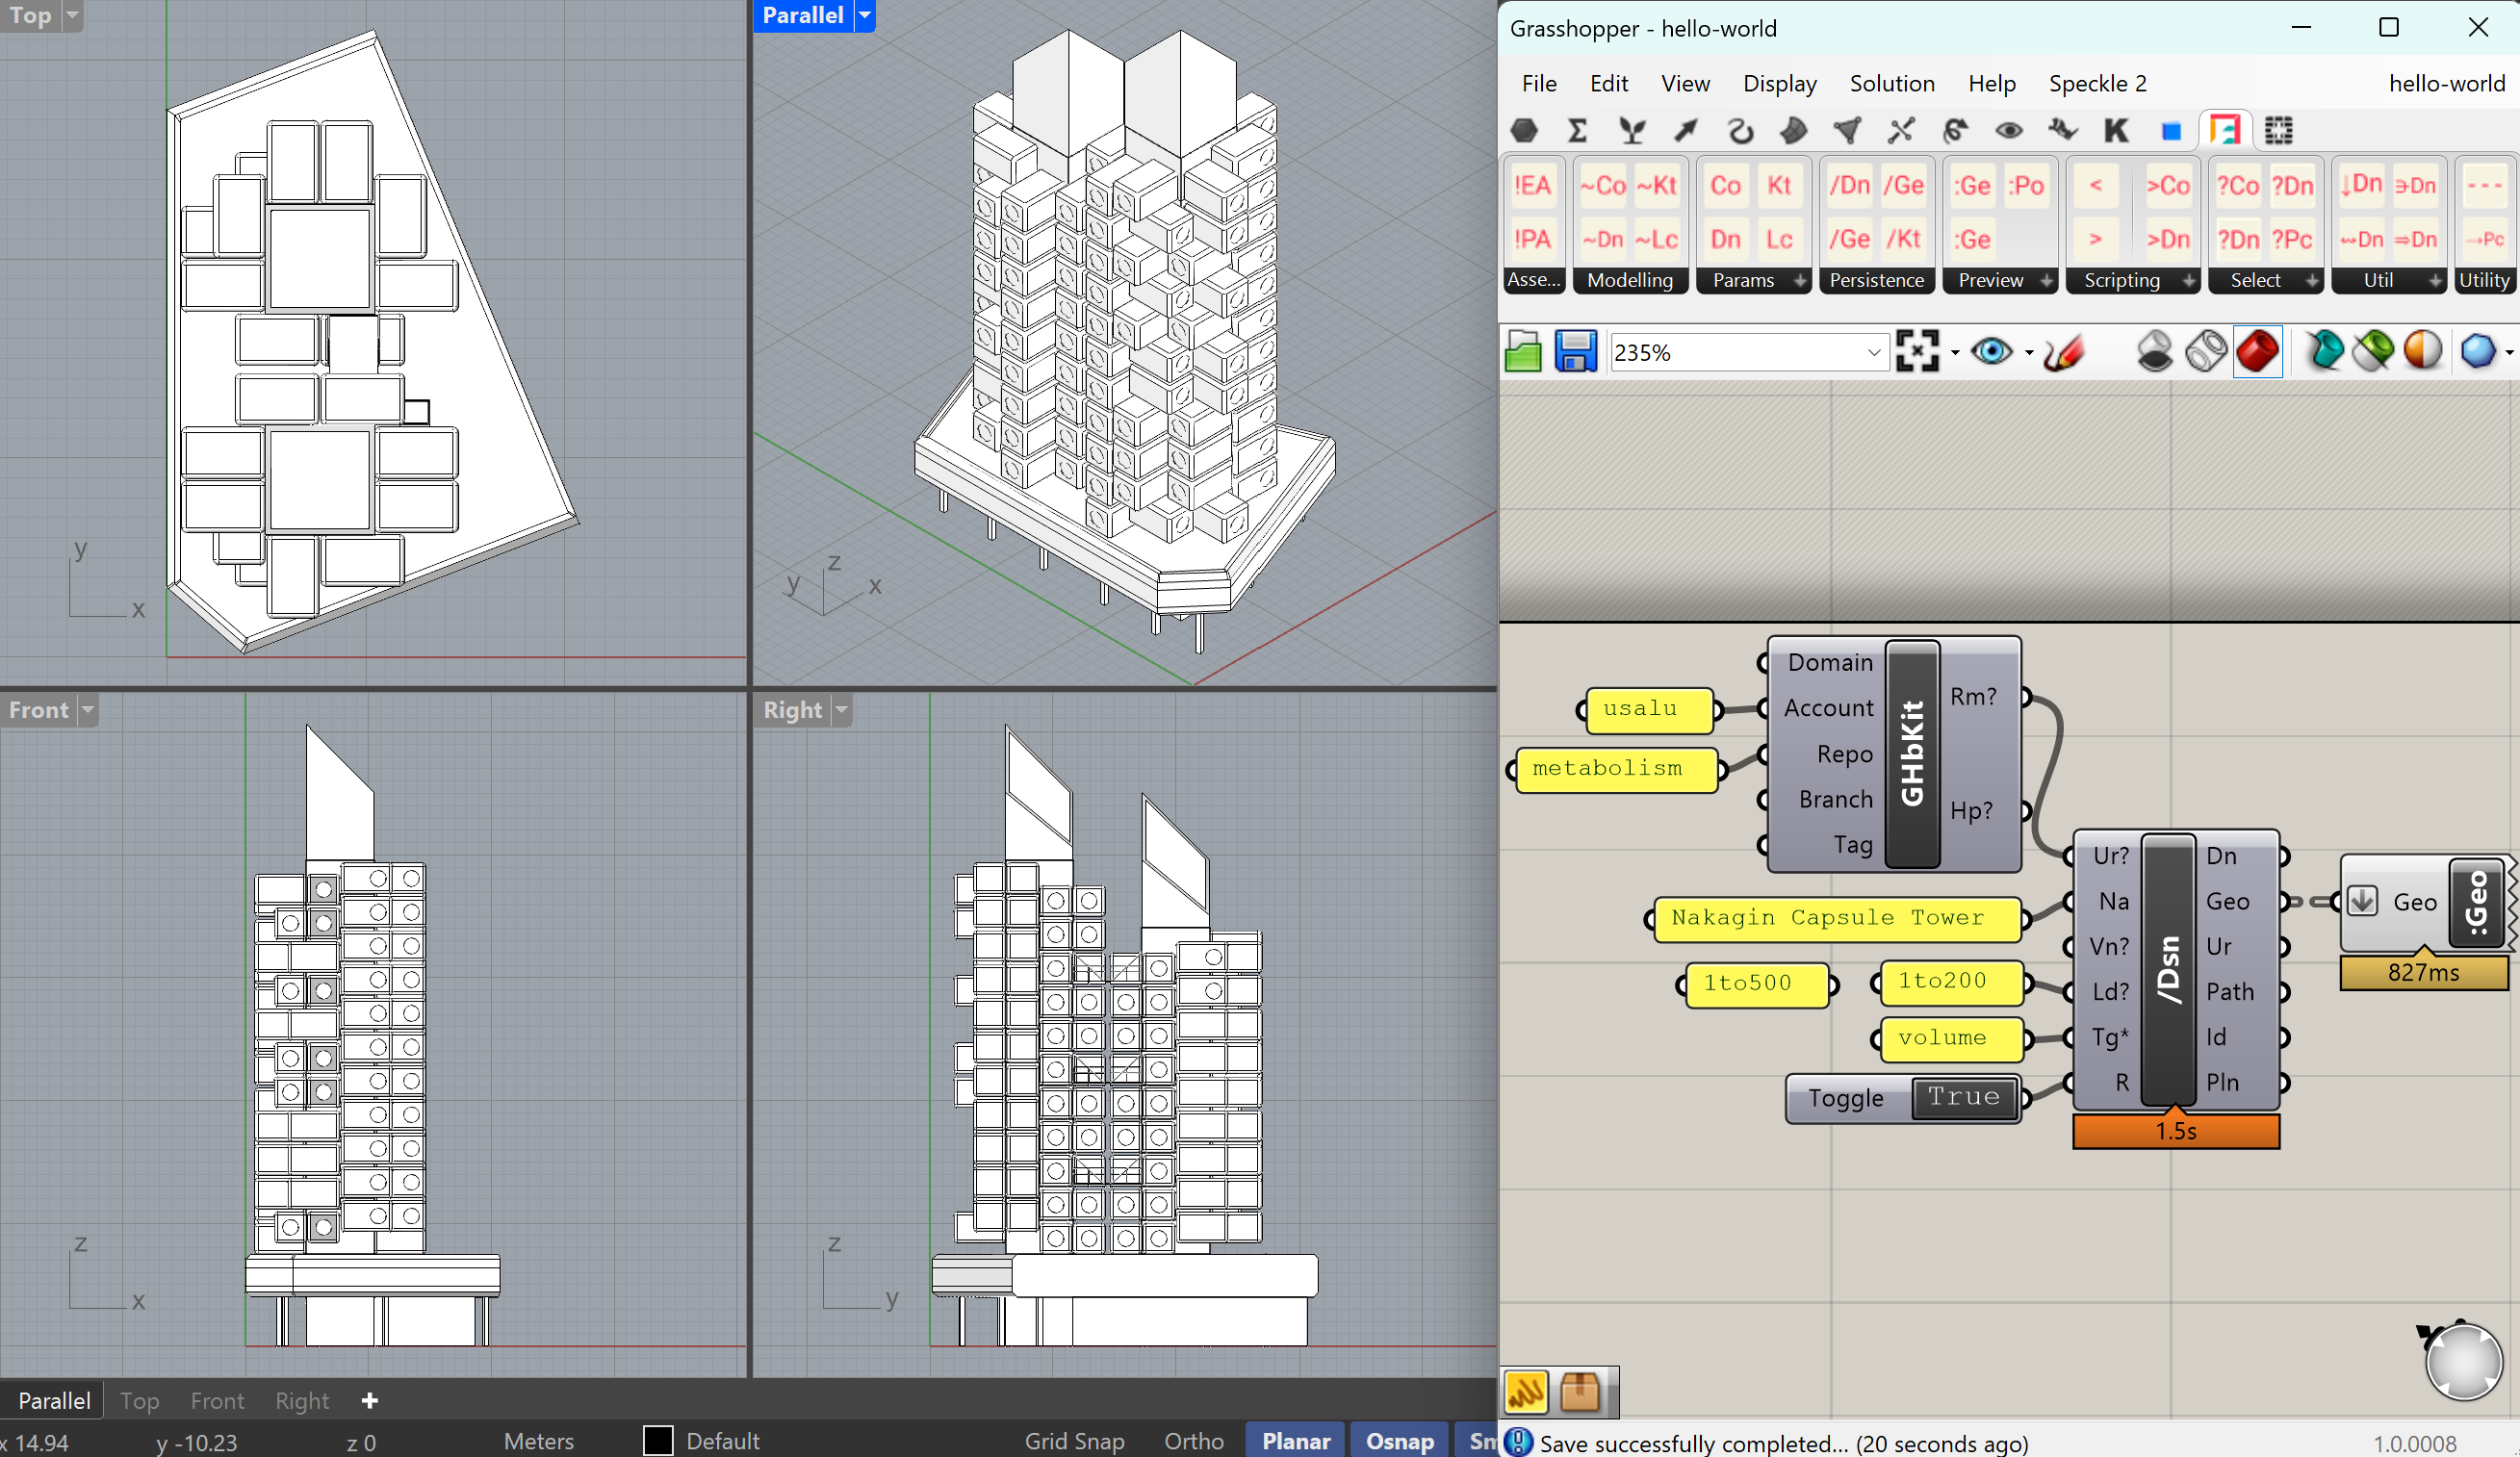 Top
Parallel
y
x
z
y
x
Front
Right
z
x
z
y
Parallel
Top
Front
Right
x 14.94
y -10.23
z 0
Meters
Default
Grid Snap
Ortho
Planar
Osnap
Sm
Grasshopper - hello-world
File
Edit
View
Display
Solution
Help
Speckle 2
hello-world
!EA
~Co
~Kt
Co
Kt
/Dn
/Ge
:Ge
:Po
<
>Co
?Co
?Dn
↓Dn
∋Dn
---
!PA
~Dn
~Lc
Dn
Lc
/Ge
/Kt
:Ge
>
>Dn
?Dn
?Pc
↔Dn
⇒Dn
→Pc
Asse...
Modelling
Params
Persistence
Preview
Scripting
Select
Util
Utility
235%
Domain
Account
Repo
Branch
Tag
GHbKit
Rm?
Hp?
usalu
metabolism
Nakagin Capsule Tower
1to500
1to200
volume
Toggle
True
Ur?
Na
Vn?
Ld?
Tg*
R
/Dsn
Dn
Geo
Ur
Path
Id
Pln
1.5s
Geo
:Geo
827ms
Save successfully completed... (20 seconds ago)
1.0.0008